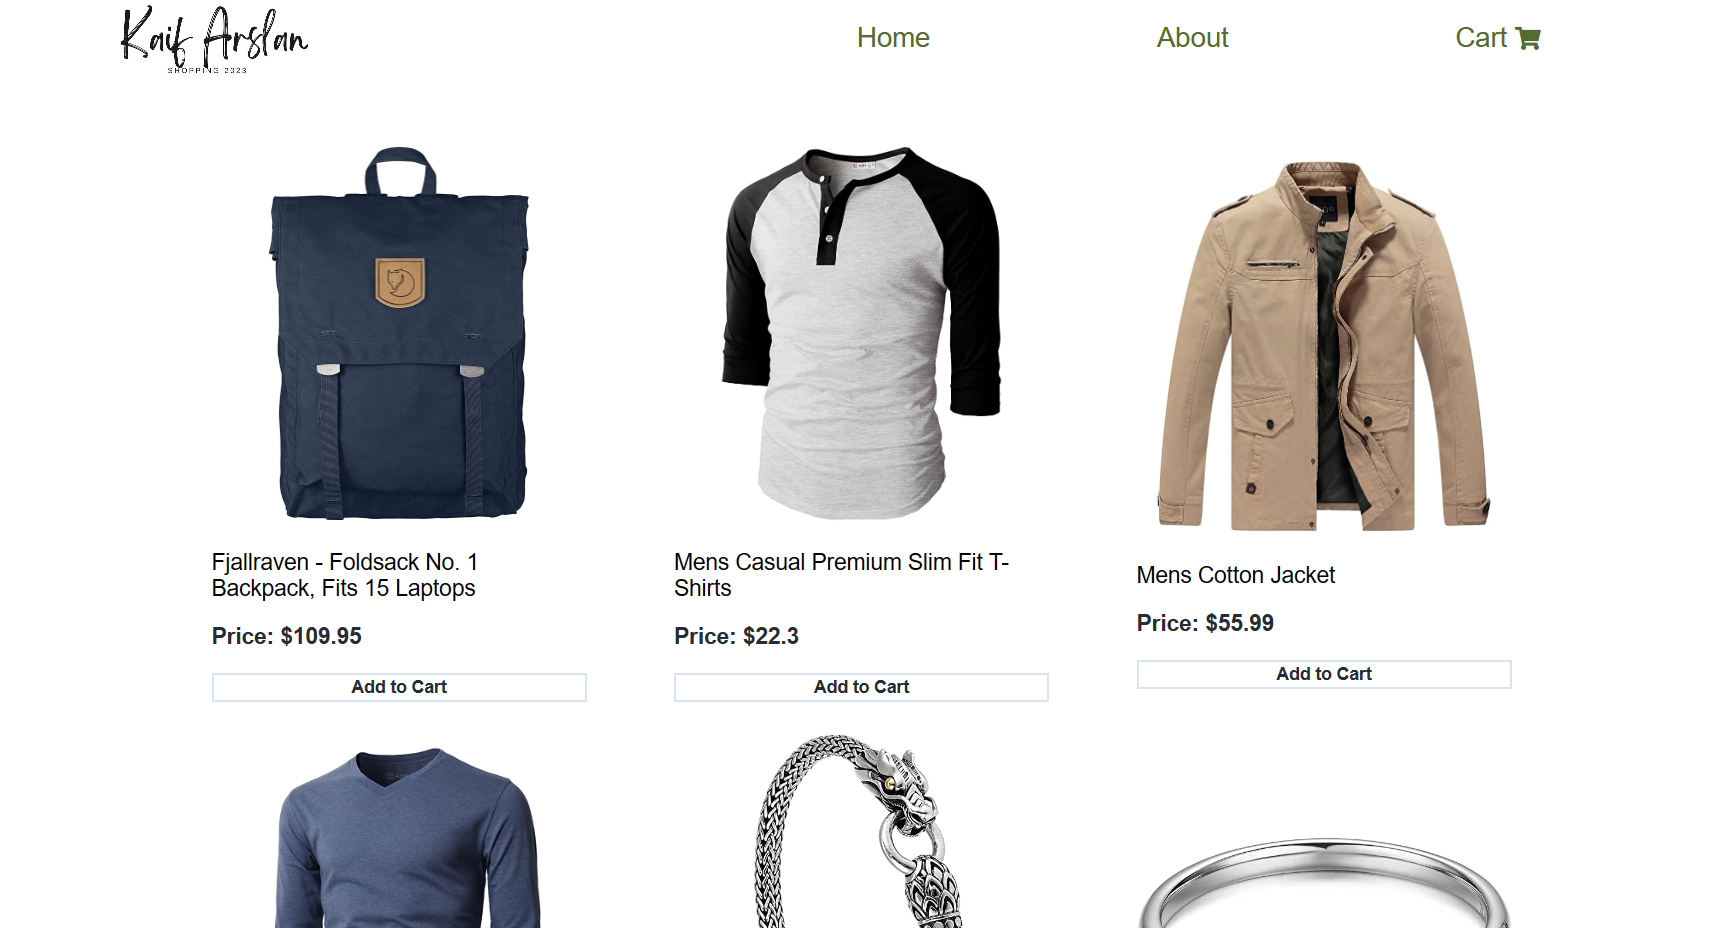 Kaif Arslan
SHOPPING 2023
Home
About
Cart
Fjallraven - Foldsack No. 1
Backpack, Fits 15 Laptops
Price: $109.95
Add to Cart
Mens Casual Premium Slim Fit T-
Shirts
Price: $22.3
Add to Cart
Mens Cotton Jacket
Price: $55.99
Add to Cart